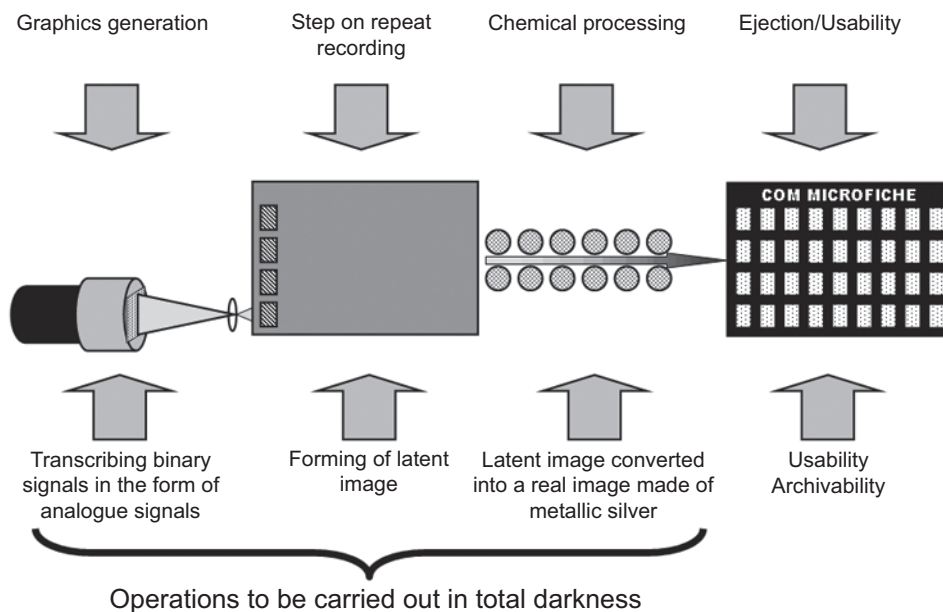 Graphics generation
Step on repeat
recording
Chemical processing
Ejection/Usability
COM MICROFICHE
Transcribing binary
signals in the form of
analogue signals
Forming of latent
image
Latent image converted
into a real image made of
metallic silver
Usability
Archivability
Operations to be carried out in total darkness